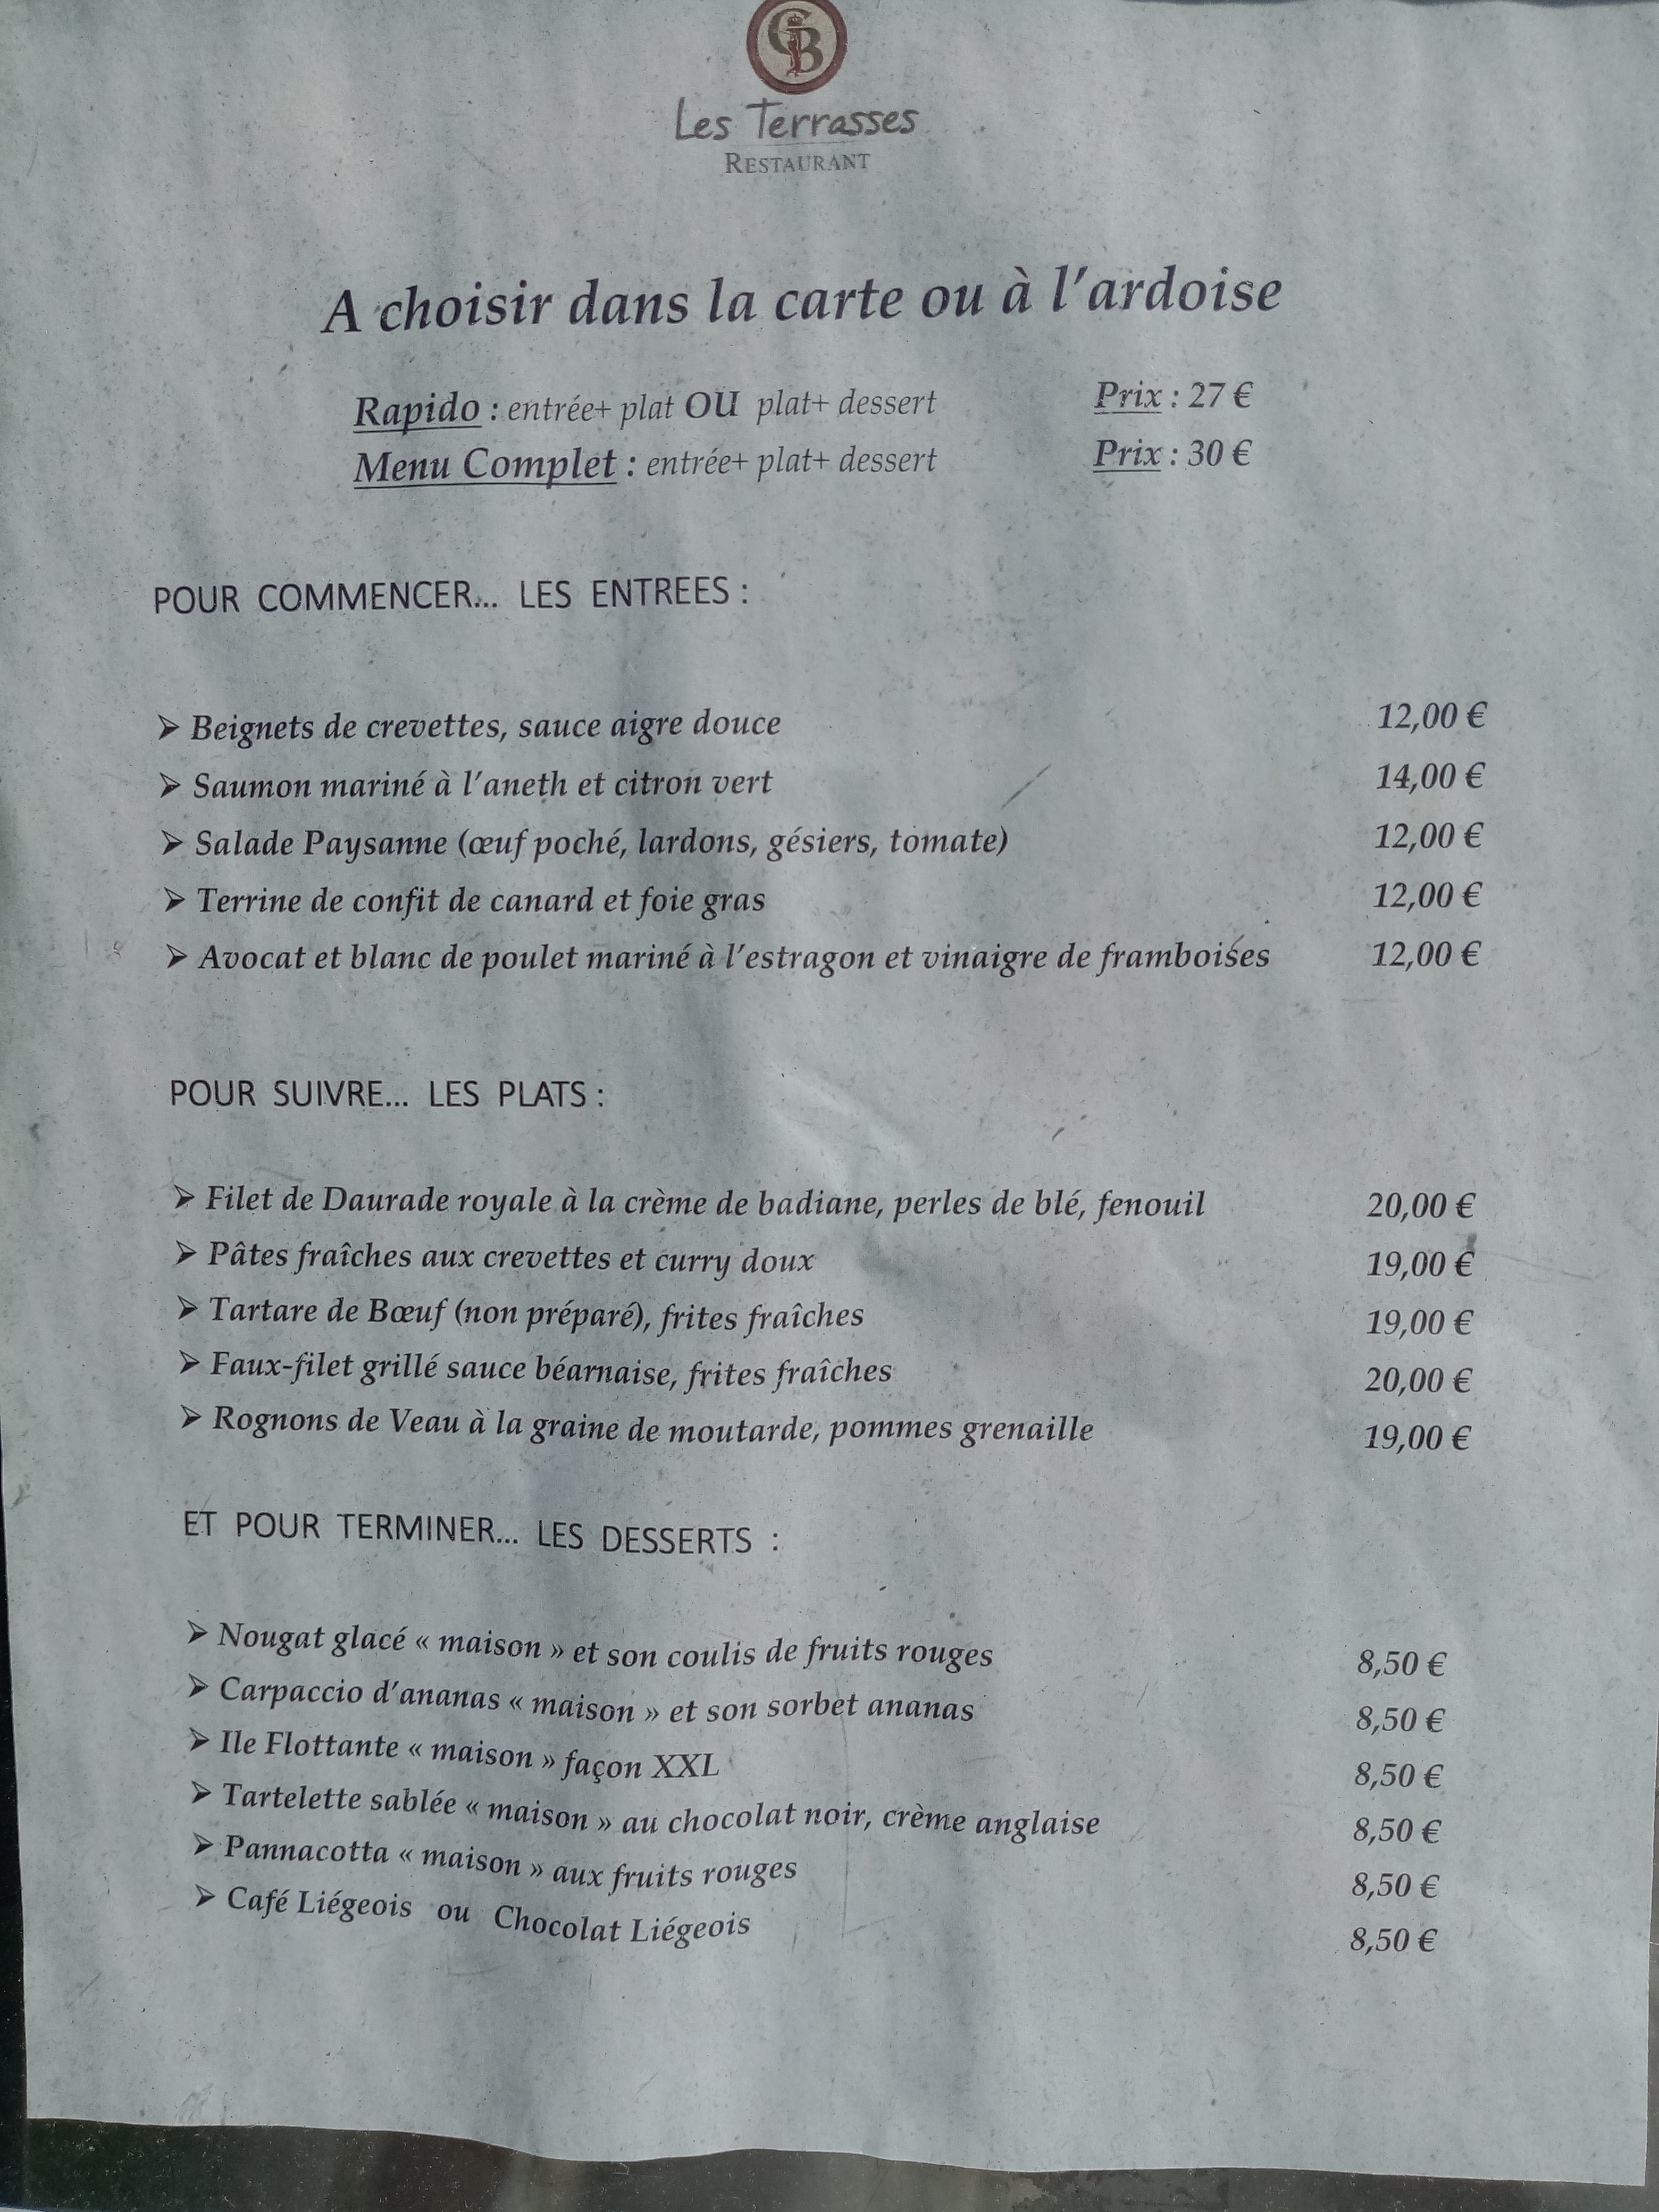 GB
Les Terrasses
RESTAURANT
A choisir dans la carte ou à l'ardoise
Rapido : entrée+ plat OU plat+ dessert Prix : 27 €
Menu Complet : entrée+ plat+ dessert Prix : 30 €
POUR COMMENCER... LES ENTREES :
➢ Beignets de crevettes, sauce aigre douce 12,00 €
➢ Saumon mariné à l'aneth et citron vert 14,00 €
➢ Salade Paysanne (œuf poché, lardons, gésiers, tomate) 12,00 €
➢ Terrine de confit de canard et foie gras 12,00 €
➢ Avocat et blanc de poulet mariné à l'estragon et vinaigre de framboises 12,00 €
POUR SUIVRE... LES PLATS :
➢ Filet de Daurade royale à la crème de badiane, perles de blé, fenouil 20,00 €
➢ Pâtes fraîches aux crevettes et curry doux 19,00 €
➢ Tartare de Bœuf (non préparé), frites fraîches 19,00 €
➢ Faux-filet grillé sauce béarnaise, frites fraîches 20,00 €
➢ Rognons de Veau à la graine de moutarde, pommes grenaille 19,00 €
ET POUR TERMINER... LES DESSERTS :
➢ Nougat glacé « maison » et son coulis de fruits rouges 8,50 €
➢ Carpaccio d'ananas « maison » et son sorbet ananas 8,50 €
➢ Ile Flottante « maison » façon XXL 8,50 €
➢ Tartelette sablée « maison » au chocolat noir, crème anglaise 8,50 €
➢ Pannacotta « maison » aux fruits rouges 8,50 €
➢ Café Liégeois ou Chocolat Liégeois 8,50 €